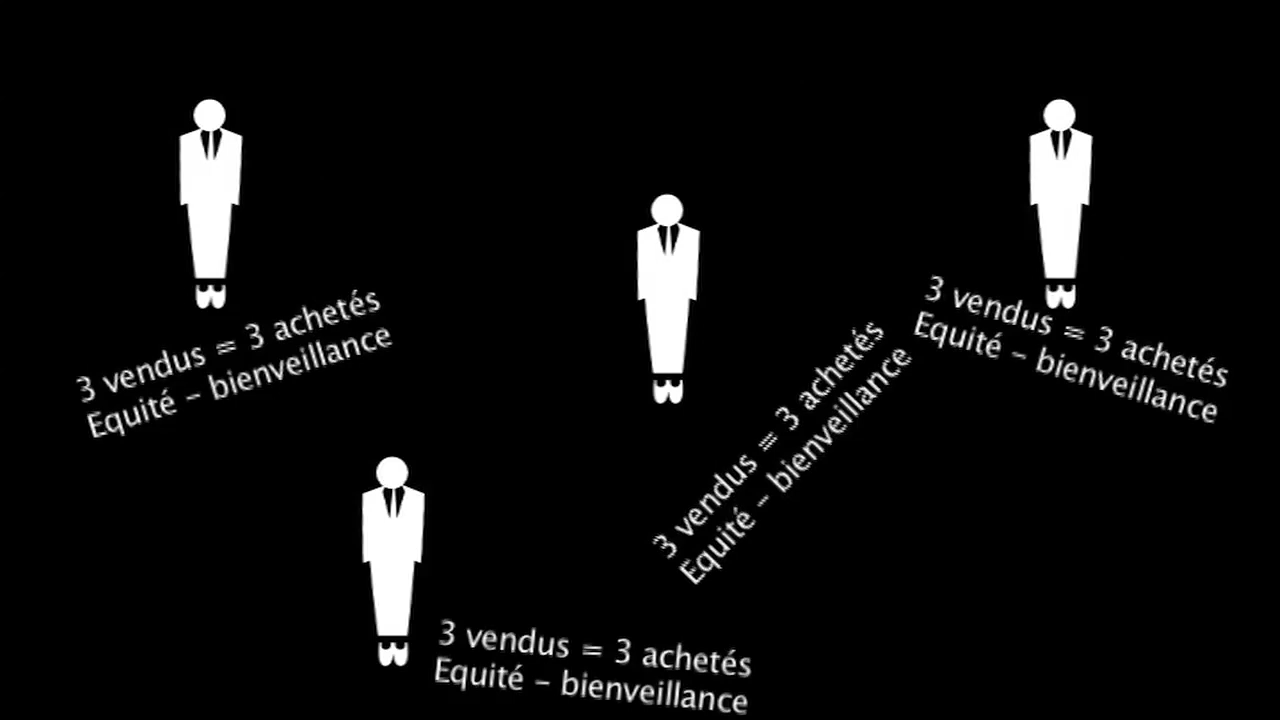 3 vendus = 3 achetés
Equité – bienveillance
3 vendus = 3 achetés
Equité – bienveillance
3 vendus = 3 achetés
Equité – bienveillance
3 vendus = 3 achetés
Equité – bienveillance